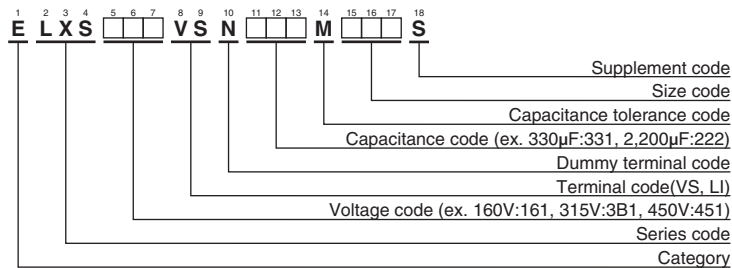 1 2 3 4 5 6 7 8 9 10 11 12 13 14 15 16 17 18
E L X S VS N M S
Supplement code
Size code
Capacitance tolerance code
Capacitance code (ex. 330μF:331, 2,200μF:222)
Dummy terminal code
Terminal code(VS, LI)
Voltage code (ex. 160V:161, 315V:3B1, 450V:451)
Series code
Category